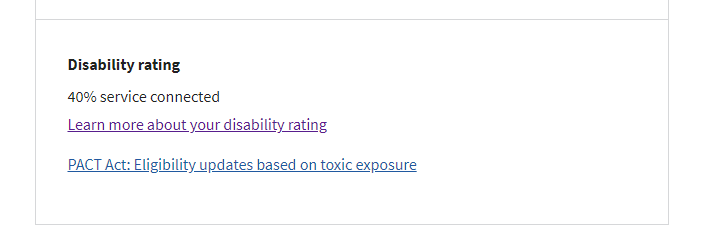 Disability rating
40% service connected
Learn more about your disability rating
PACT Act: Eligibility updates based on toxic exposure